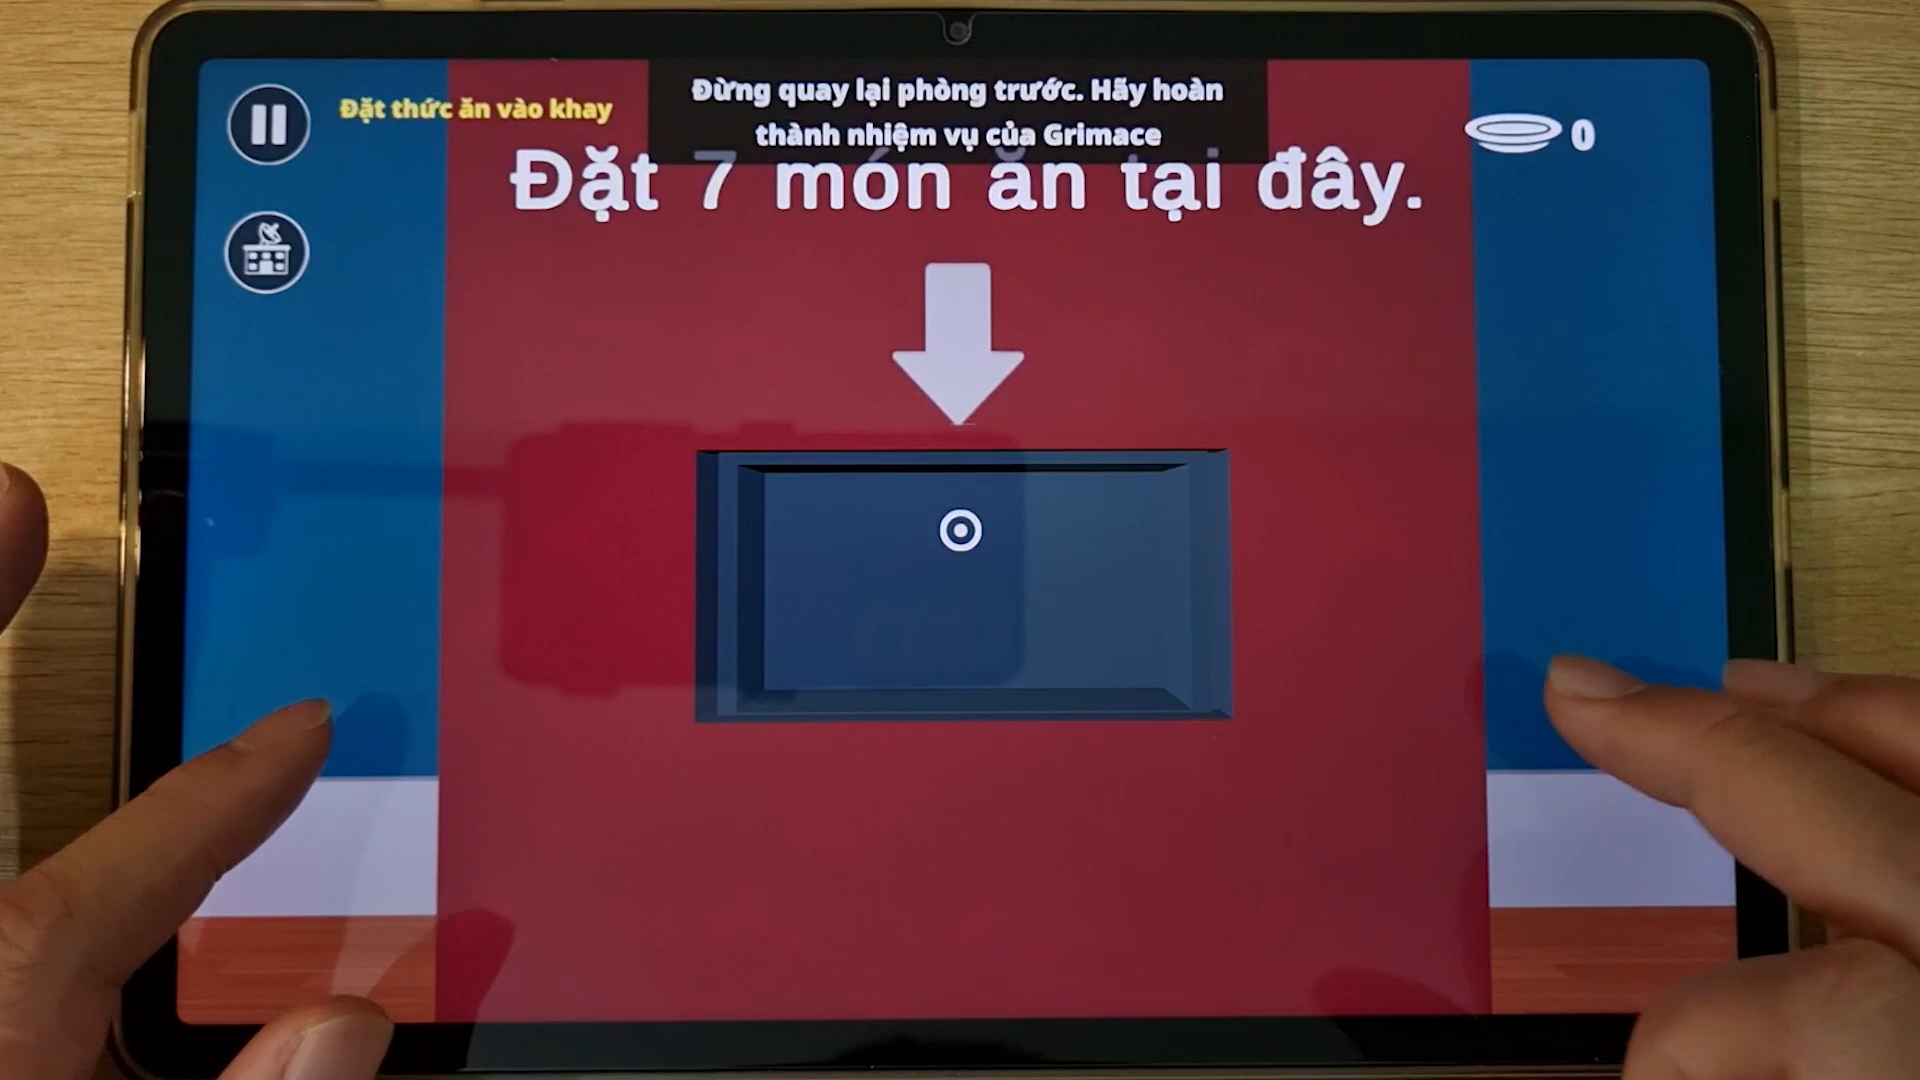 Đặt thức ăn vào khay
Đừng quay lại phòng trước. Hãy hoàn
thành nhiệm vụ của Grimace
0
Đặt 7 món ăn tại đây.